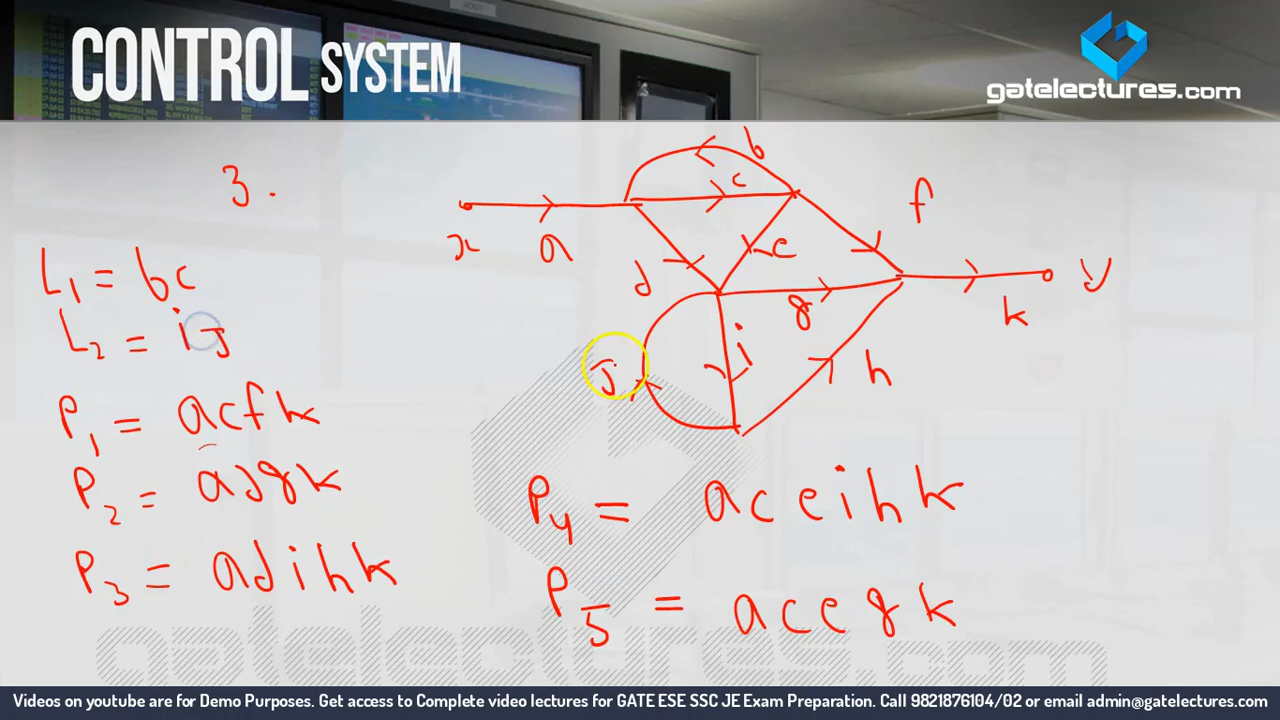 CONTROL SYSTEM
gatelectures.com
3.
b
c
f
x
a
e
d
g
y
k
i
j
h
L1 = bc
L2 = ij
P1 = acfk
P2 = adgk
P3 = adihk
P4 = aceihk
P5 = acegk
gatelectures.com
Videos on youtube are for Demo Purposes. Get access to Complete video lectures for GATE ESE SSC JE Exam Preparation. Call 9821876104/02 or email admin@gatelectures.com